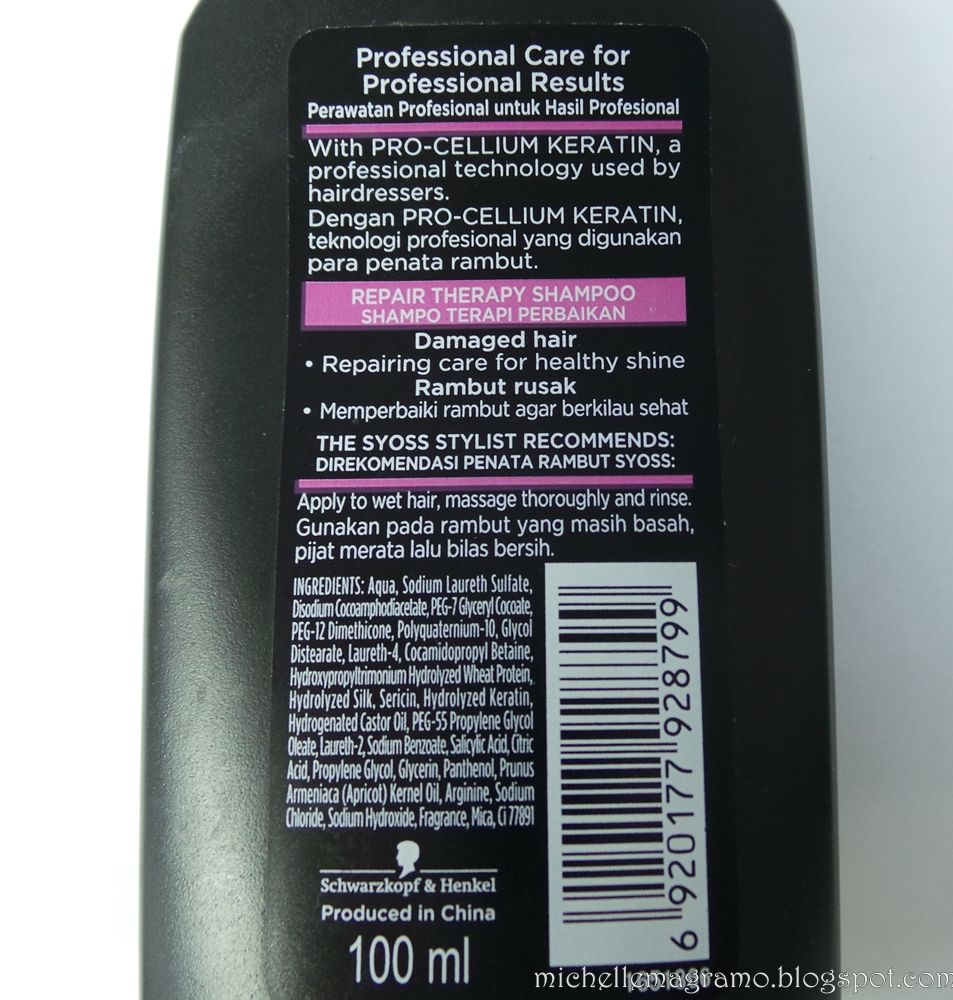 Professional Care for
Professional Results
Perawatan Profesional untuk Hasil Profesional
With PRO-CELLIUM KERATIN, a
professional technology used by
hairdressers.
Dengan PRO-CELLIUM KERATIN,
teknologi profesional yang digunakan
para penata rambut.
REPAIR THERAPY SHAMPOO
SHAMPO TERAPI PERBAIKAN
Damaged hair
• Repairing care for healthy shine
Rambut rusak
• Memperbaiki rambut agar berkilau sehat
THE SYOSS STYLIST RECOMMENDS:
DIREKOMENDASI PENATA RAMBUT SYOSS:
Apply to wet hair, massage thoroughly and rinse.
Gunakan pada rambut yang masih basah,
pijat merata lalu bilas bersih.
INGREDIENTS: Aqua, Sodium Laureth Sulfate,
Disodium Cocoamphodiacetate, PEG-7 Glyceryl Cocoate,
PEG-12 Dimethicone, Polyquaternium-10, Glycol
Distearate, Laureth-4, Cocamidopropyl Betaine,
Hydroxypropyltrimonium Hydrolyzed Wheat Protein,
Hydrolyzed Silk, Sericin, Hydrolyzed Keratin,
Hydrogenated Castor Oil, PEG-55 Propylene Glycol
Oleate, Laureth-2, Sodium Benzoate, Salicylic Acid, Citric
Acid, Propylene Glycol, Glycerin, Panthenol, Prunus
Armeniaca (Apricot) Kernel Oil, Arginine, Sodium
Chloride, Sodium Hydroxide, Fragrance, Mica, Ci 77891
6 920177 928799
Schwarzkopf & Henkel
Produced in China
100 ml
michellemagramo.blogspot.com